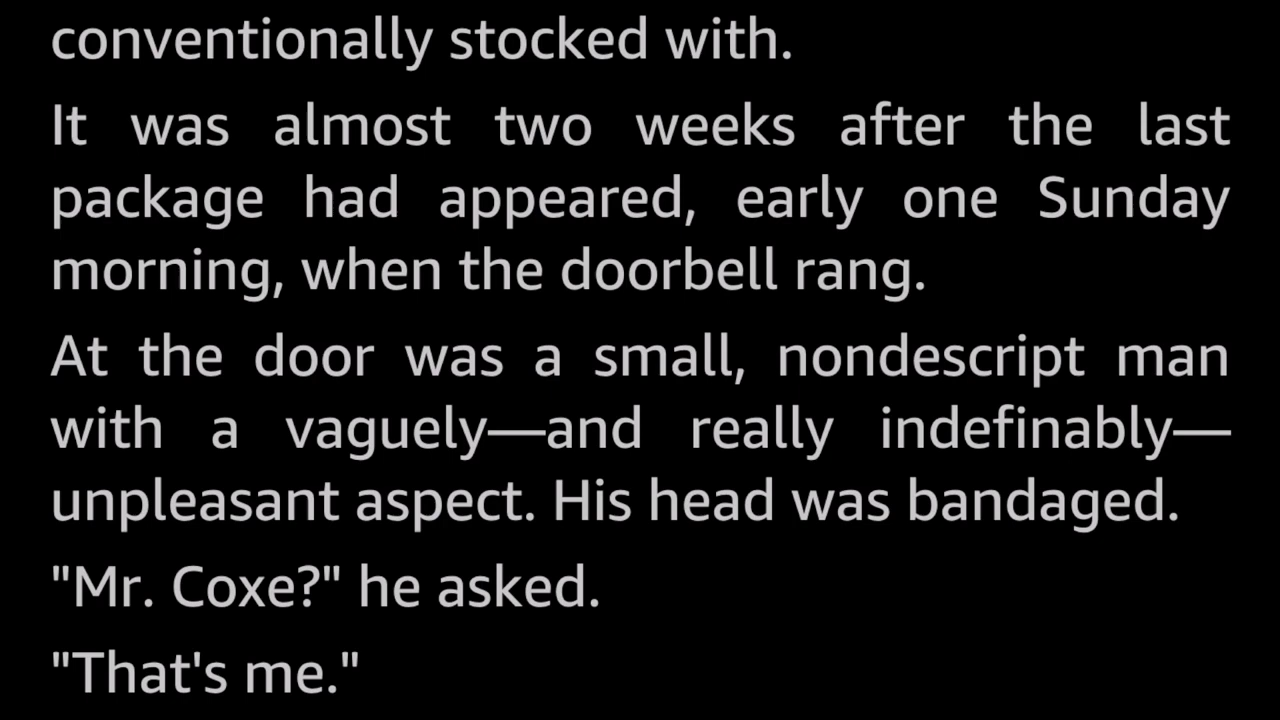 conventionally stocked with.
It was almost two weeks after the last
package had appeared, early one Sunday
morning, when the doorbell rang.
At the door was a small, nondescript man
with a vaguely—and really indefinably—
unpleasant aspect. His head was bandaged.
"Mr. Coxe?" he asked.
"That's me."